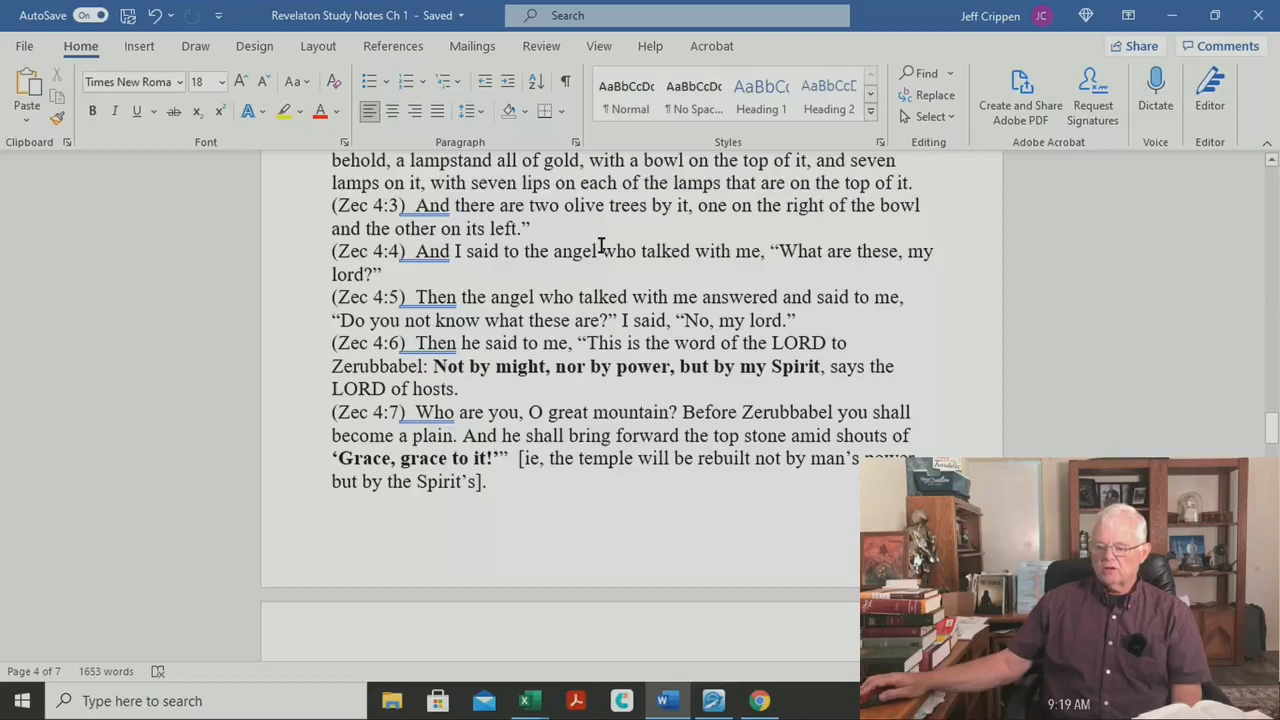 AutoSave On Revelaton Study Notes Ch 1 - Saved Search Jeff Crippen JC
File Home Insert Draw Design Layout References Mailings Review View Help Acrobat Share Comments
Paste Times New Roma 18 Aa Find
B I U ab x₂ x² A A AaBbCcDc AaBbCcDc AaBbCc AaBbCcD Replace Create and Share Adobe PDF Request Signatures Dictate Editor
¶ Normal ¶ No Spac... Heading 1 Heading 2 Select
Clipboard Font Paragraph Styles Editing Adobe Acrobat Voice Editor
behold, a lampstand all of gold, with a bowl on the top of it, and seven
lamps on it, with seven lips on each of the lamps that are on the top of it.
(Zec 4:3) And there are two olive trees by it, one on the right of the bowl
and the other on its left.”
(Zec 4:4) And I said to the angel who talked with me, “What are these, my
lord?”
(Zec 4:5) Then the angel who talked with me answered and said to me,
“Do you not know what these are?” I said, “No, my lord.”
(Zec 4:6) Then he said to me, “This is the word of the LORD to
Zerubbabel: Not by might, nor by power, but by my Spirit, says the
LORD of hosts.
(Zec 4:7) Who are you, O great mountain? Before Zerubbabel you shall
become a plain. And he shall bring forward the top stone amid shouts of
‘Grace, grace to it!’” [ie, the temple will be rebuilt not by man’s power
but by the Spirit’s].
Page 4 of 7 1653 words
Type here to search
9:19 AM